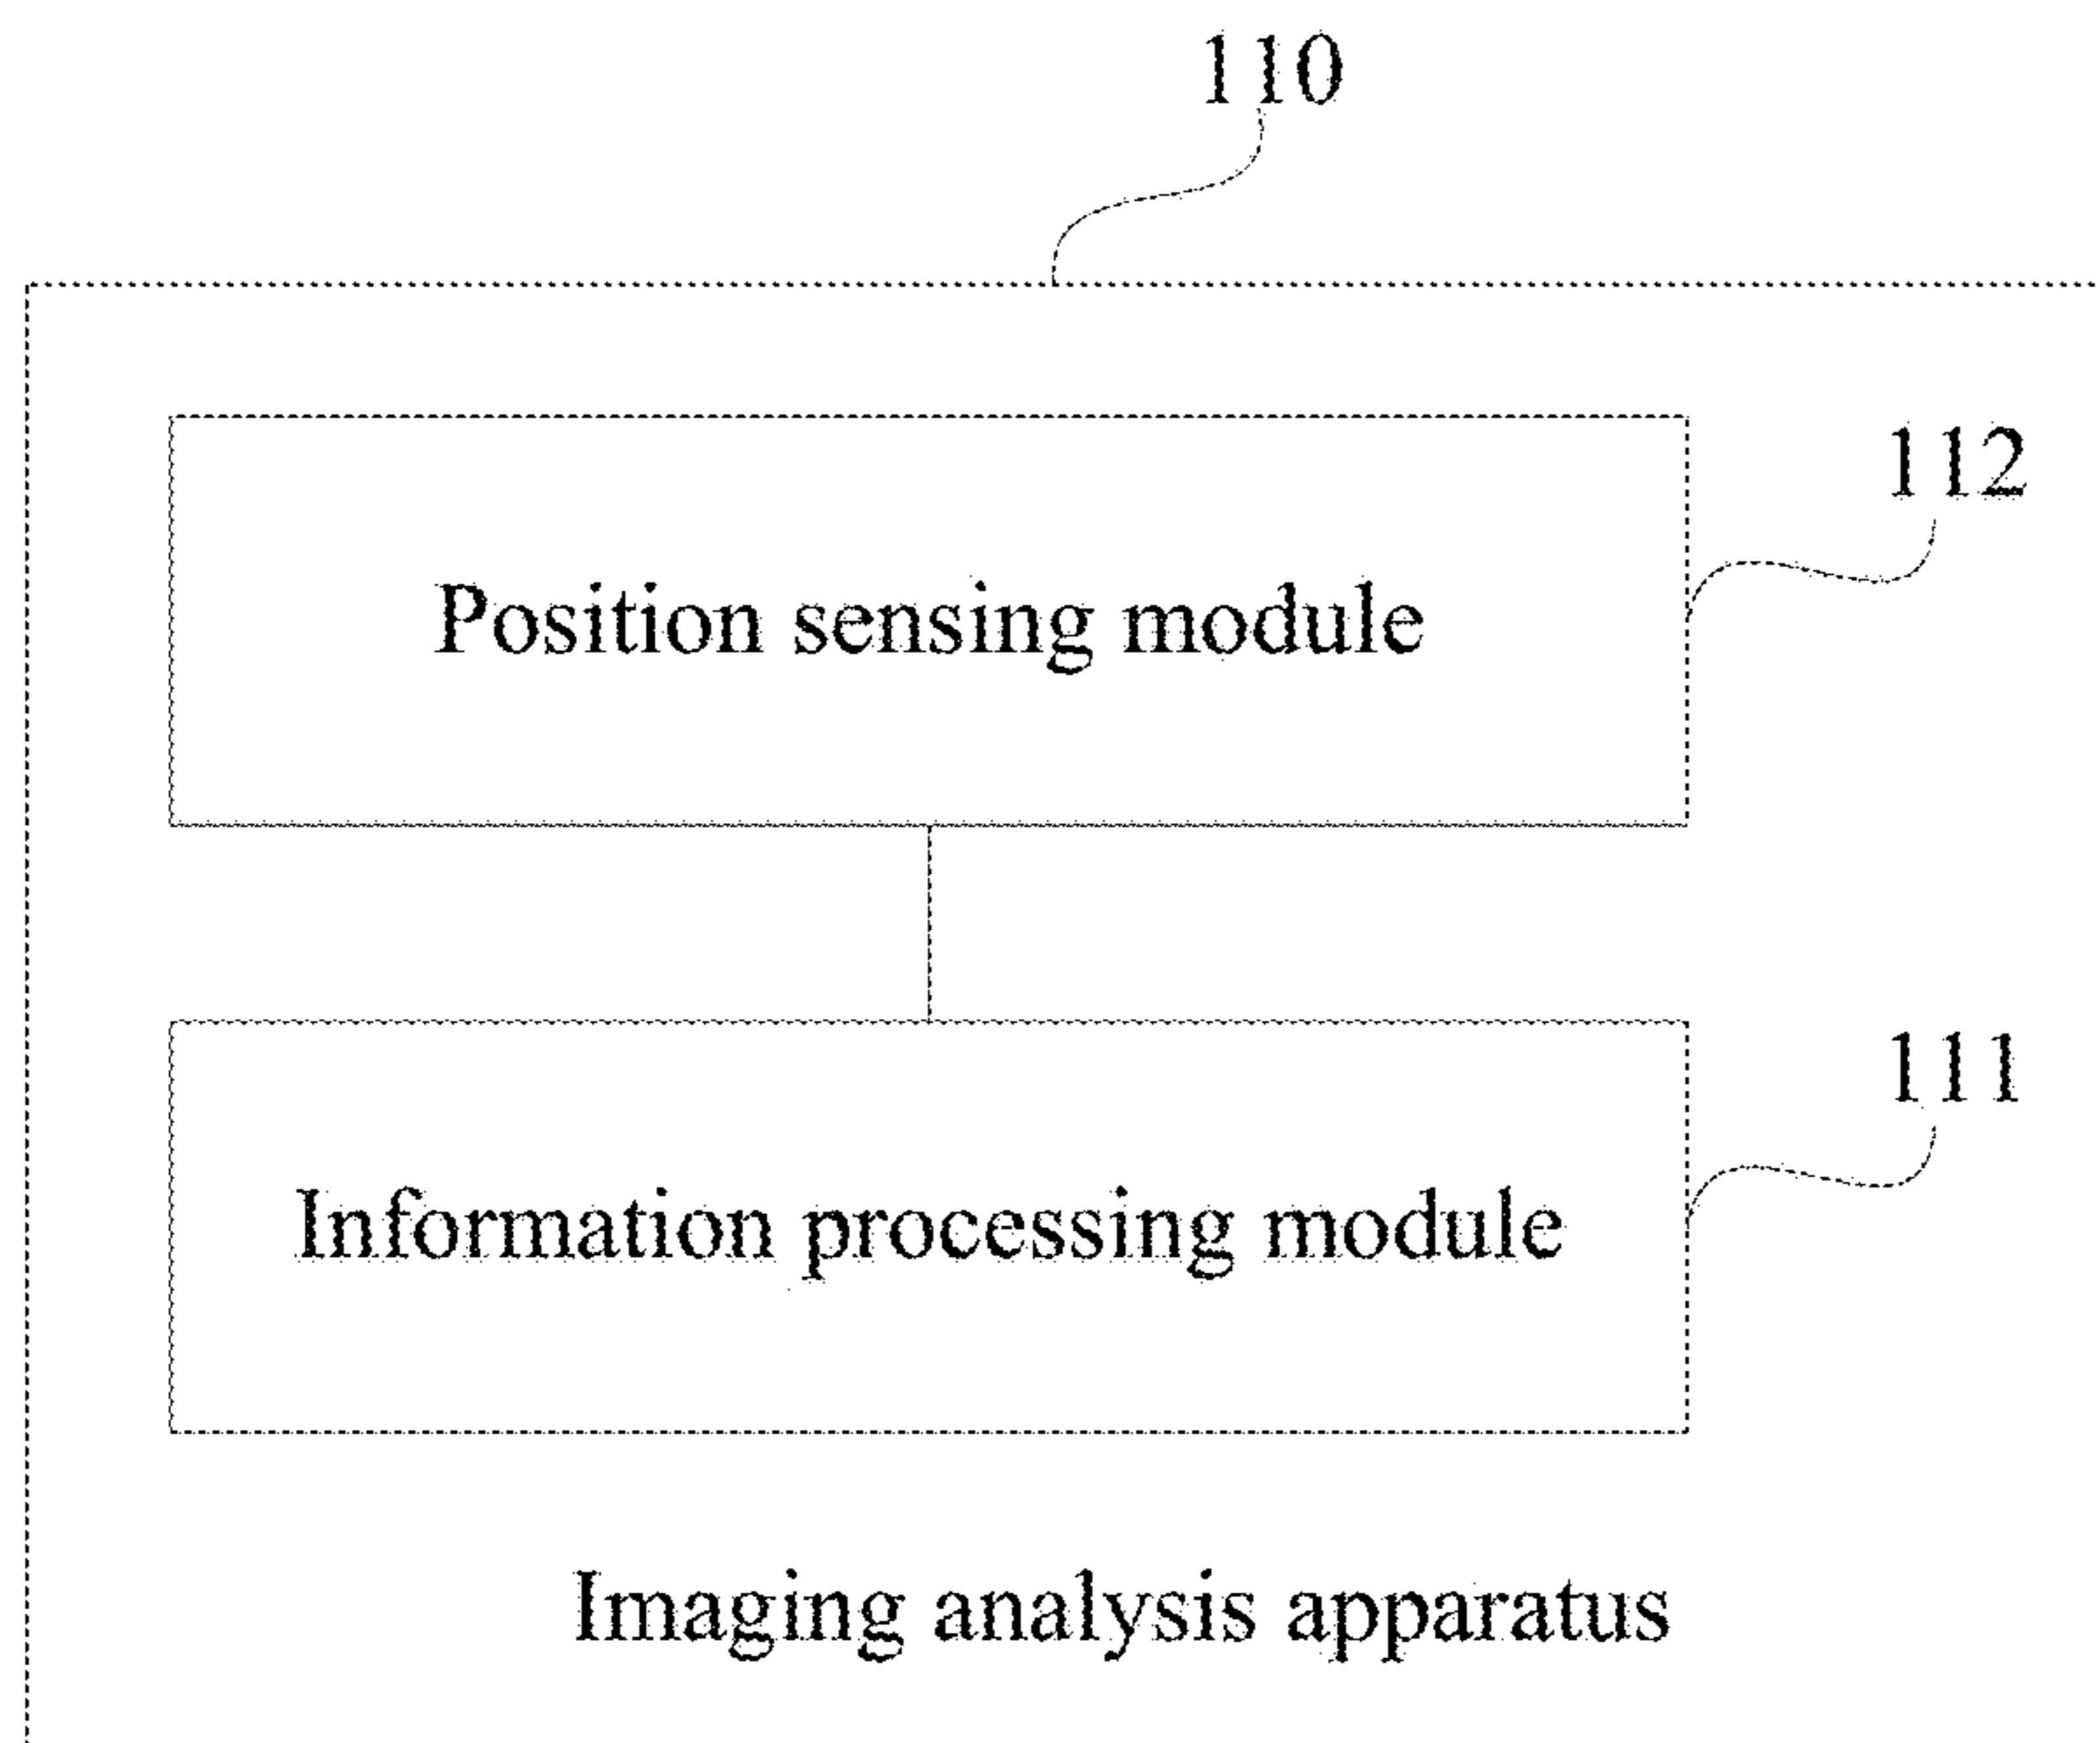 110
112
Position sensing module
111
Information processing module
Imaging analysis apparatus